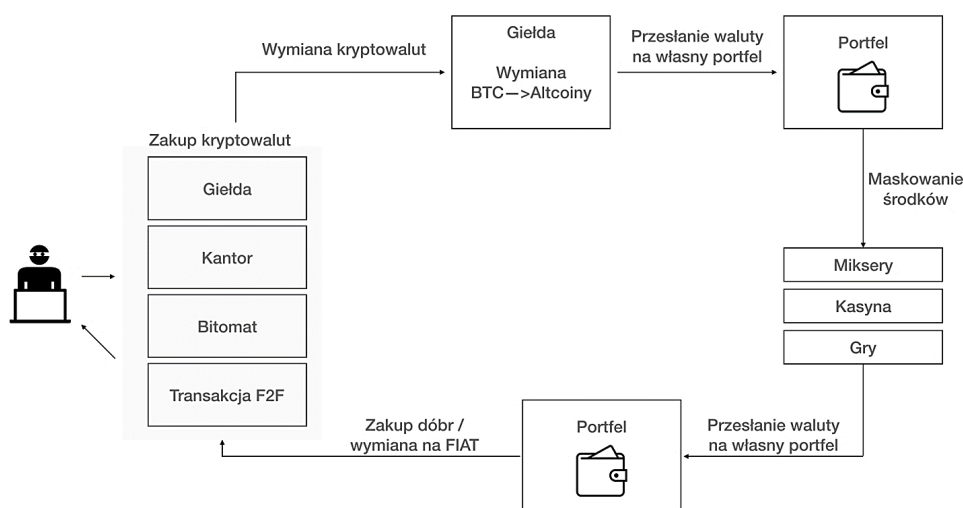 Giełda
Wymiana
BTC—>Altcoiny
Wymiana kryptowalut
Przesłanie waluty
na własny portfel
Portfel
Zakup kryptowalut
Giełda
Kantor
Bitomat
Transakcja F2F
Maskowanie
środków
Miksery
Kasyna
Gry
Przesłanie waluty
na własny portfel
Portfel
Zakup dóbr /
wymiana na FIAT